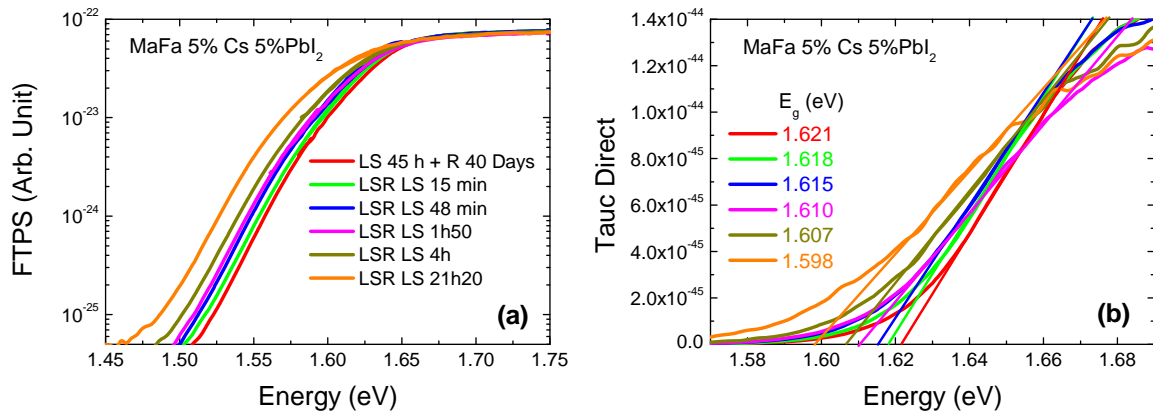 MaFa 5% Cs 5%PbI₂
FTPS (Arb. Unit)
10⁻²²
10⁻²³
10⁻²⁴
10⁻²⁵
LS 45 h + R 40 Days
LSR LS 15 min
LSR LS 48 min
LSR LS 1h50
LSR LS 4h
LSR LS 21h20
(a)
1.45 1.50 1.55 1.60 1.65 1.70 1.75
Energy (eV)
MaFa 5% Cs 5%PbI₂
Tauc Direct
1.4x10⁻⁴⁴
1.2x10⁻⁴⁴
1.0x10⁻⁴⁴
8.0x10⁻⁴⁵
6.0x10⁻⁴⁵
4.0x10⁻⁴⁵
2.0x10⁻⁴⁵
0.0
E_g (eV)
1.621
1.618
1.615
1.610
1.607
1.598
(b)
1.58 1.60 1.62 1.64 1.66 1.68
Energy (eV)